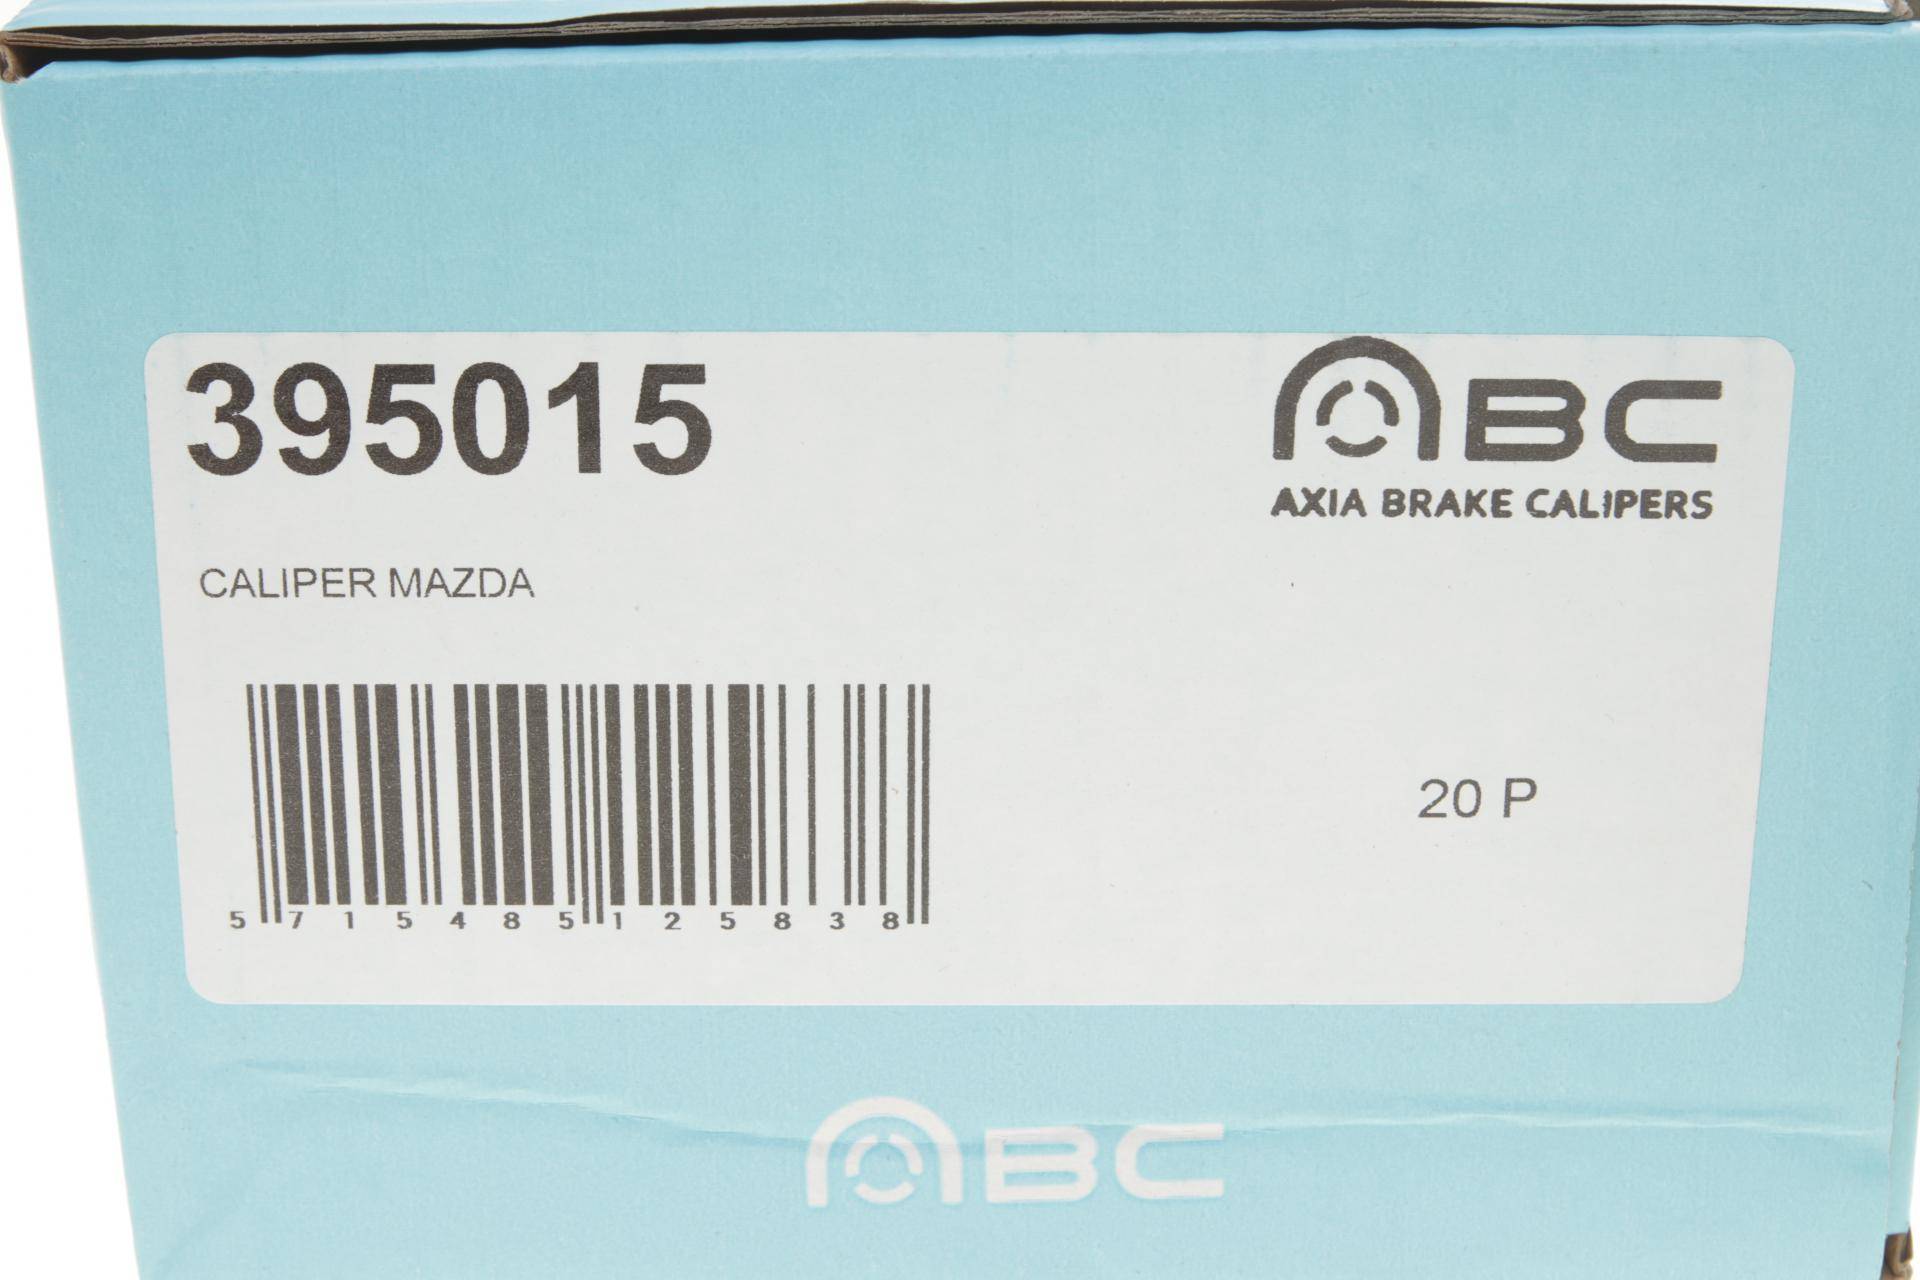 395015
ABC
AXIA BRAKE CALIPERS
CALIPER MAZDA
20 P
5715485125838
ABC